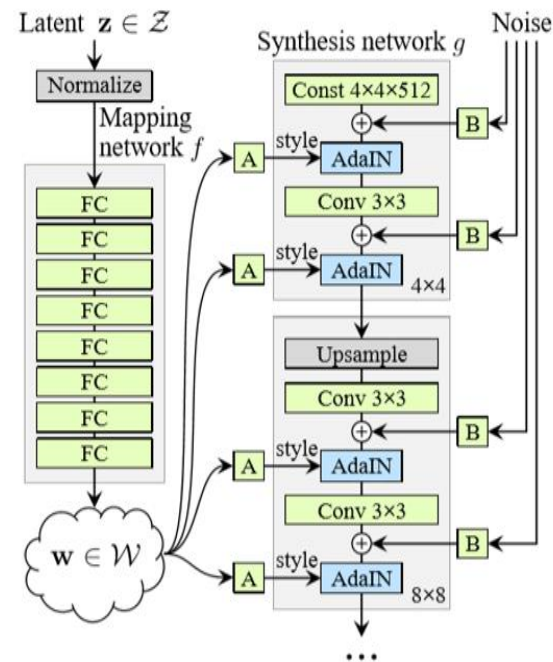 Latent z ∈ 𝒵
Normalize
Mapping
network f
FC
FC
FC
FC
FC
FC
FC
FC
w ∈ 𝒲
Synthesis network g
Noise
Const 4×4×512
B
A
style
AdaIN
Conv 3×3
B
A
style
AdaIN
4×4
Upsample
Conv 3×3
B
A
style
AdaIN
Conv 3×3
B
A
style
AdaIN
8×8
...